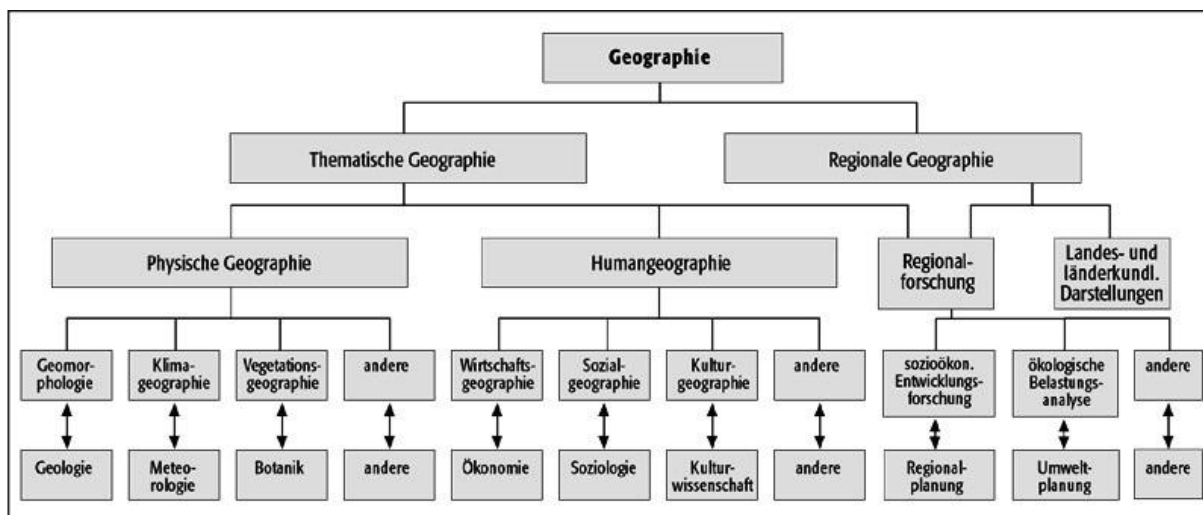 Geographie
Thematische Geographie
Regionale Geographie
Physische Geographie
Humangeographie
Regional-
forschung
Landes- und
länderkundl.
Darstellungen
Geomor-
phologie
Klima-
geographie
Vegetations-
geographie
andere
Wirtschafts-
geographie
Sozial-
geographie
Kultur-
geographie
andere
sozioökon.
Entwicklungs-
forschung
ökologische
Belastungs-
analyse
andere
Geologie
Meteo-
rologie
Botanik
andere
Ökonomie
Soziologie
Kultur-
wissenschaft
andere
Regional-
planung
Umwelt-
planung
andere